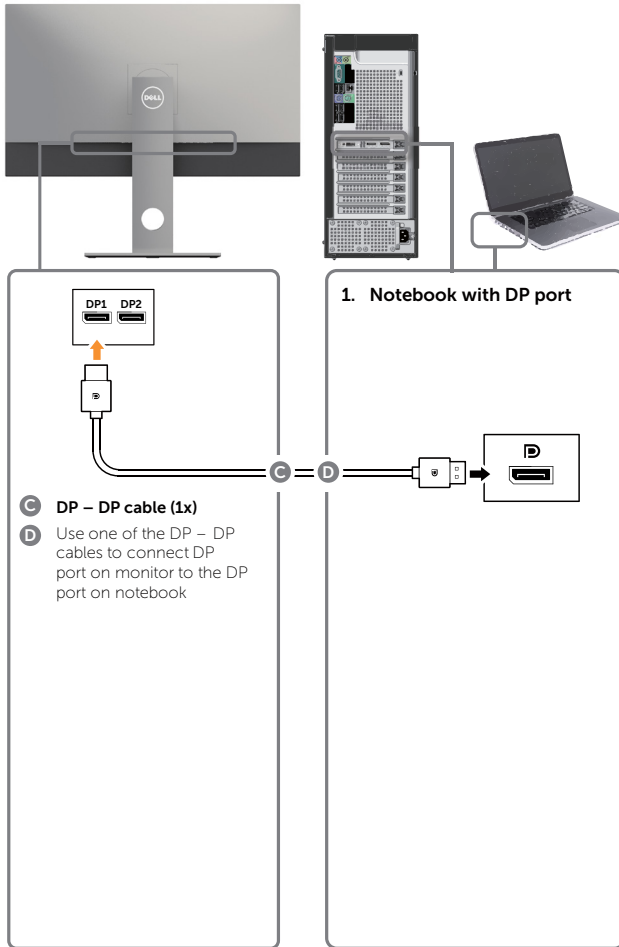 DELL
DP1 DP2
C D
C DP – DP cable (1x)
D Use one of the DP – DP
cables to connect DP
port on monitor to the DP
port on notebook
1. Notebook with DP port